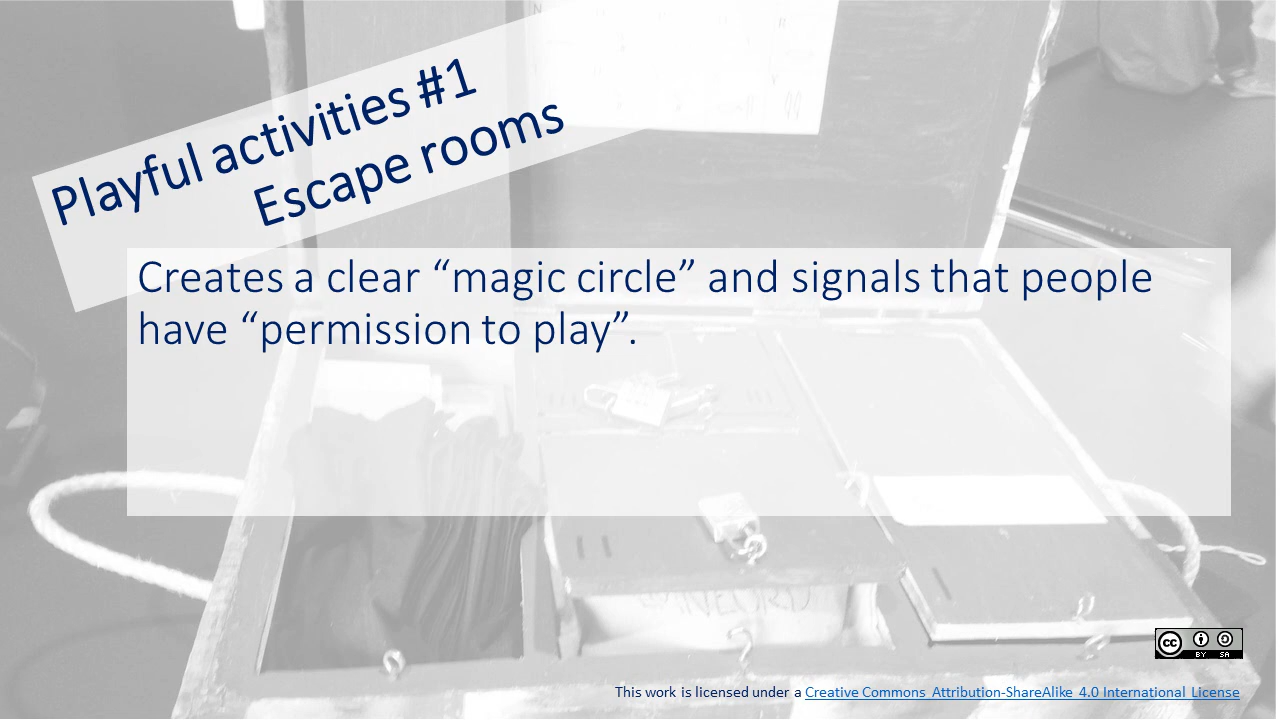 Playful activities #1
Escape rooms
Creates a clear “magic circle” and signals that people
have “permission to play”.
cc
BY SA
This work is licensed under a Creative Commons Attribution-ShareAlike 4.0 International License